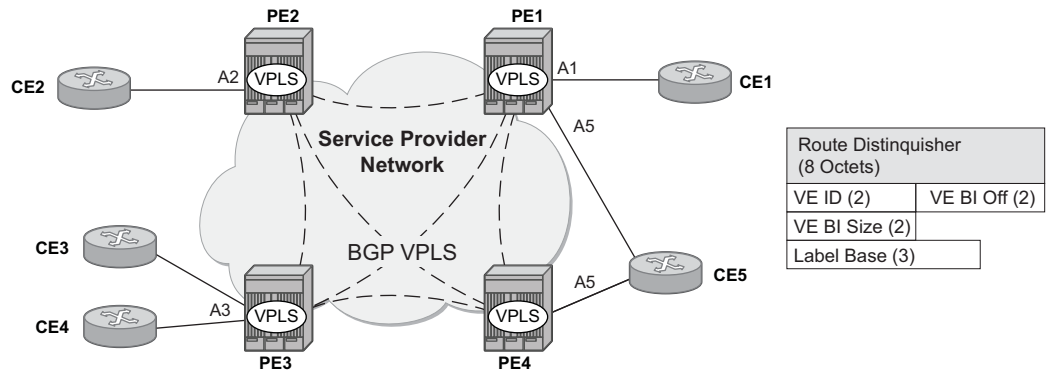 PE2
PE1
CE2
A2
VPLS
VPLS
A1
CE1
A5
Service Provider
Network
Route Distinquisher
(8 Octets)
VE ID (2)
VE BI Off (2)
VE BI Size (2)
Label Base (3)
CE3
BGP VPLS
A5
CE5
CE4
A3
VPLS
VPLS
PE3
PE4